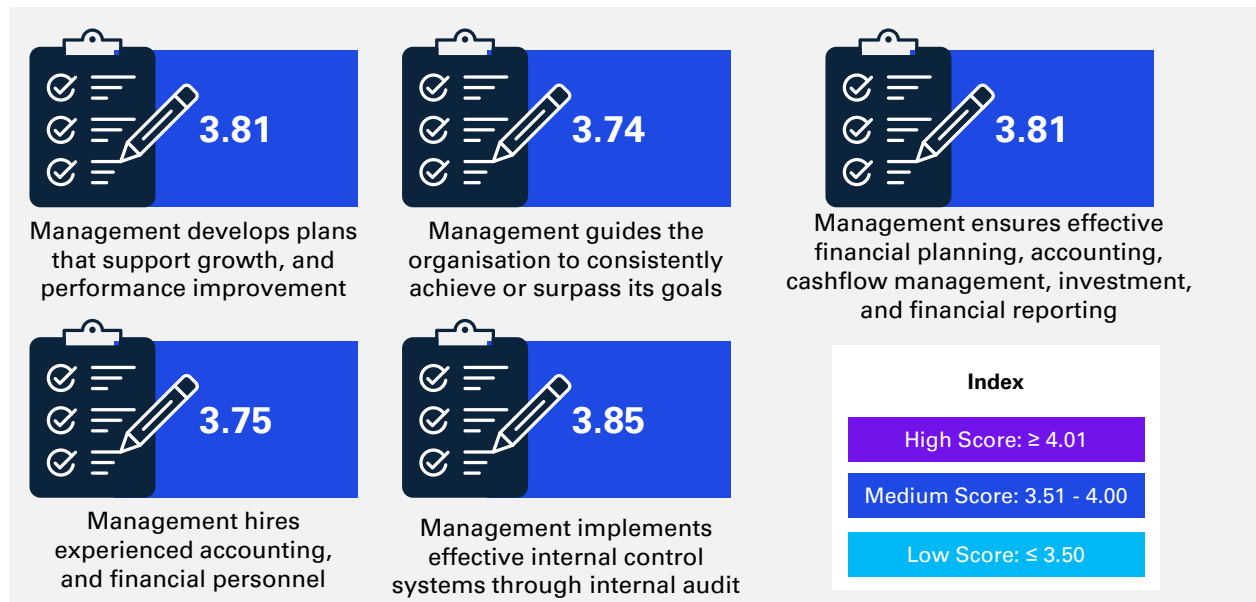 3.81
Management develops plans
that support growth, and
performance improvement
3.74
Management guides the
organisation to consistently
achieve or surpass its goals
3.81
Management ensures effective
financial planning, accounting,
cashflow management, investment,
and financial reporting
3.75
Management hires
experienced accounting,
and financial personnel
3.85
Management implements
effective internal control
systems through internal audit
Index
High Score: ≥ 4.01
Medium Score: 3.51 - 4.00
Low Score: ≤ 3.50